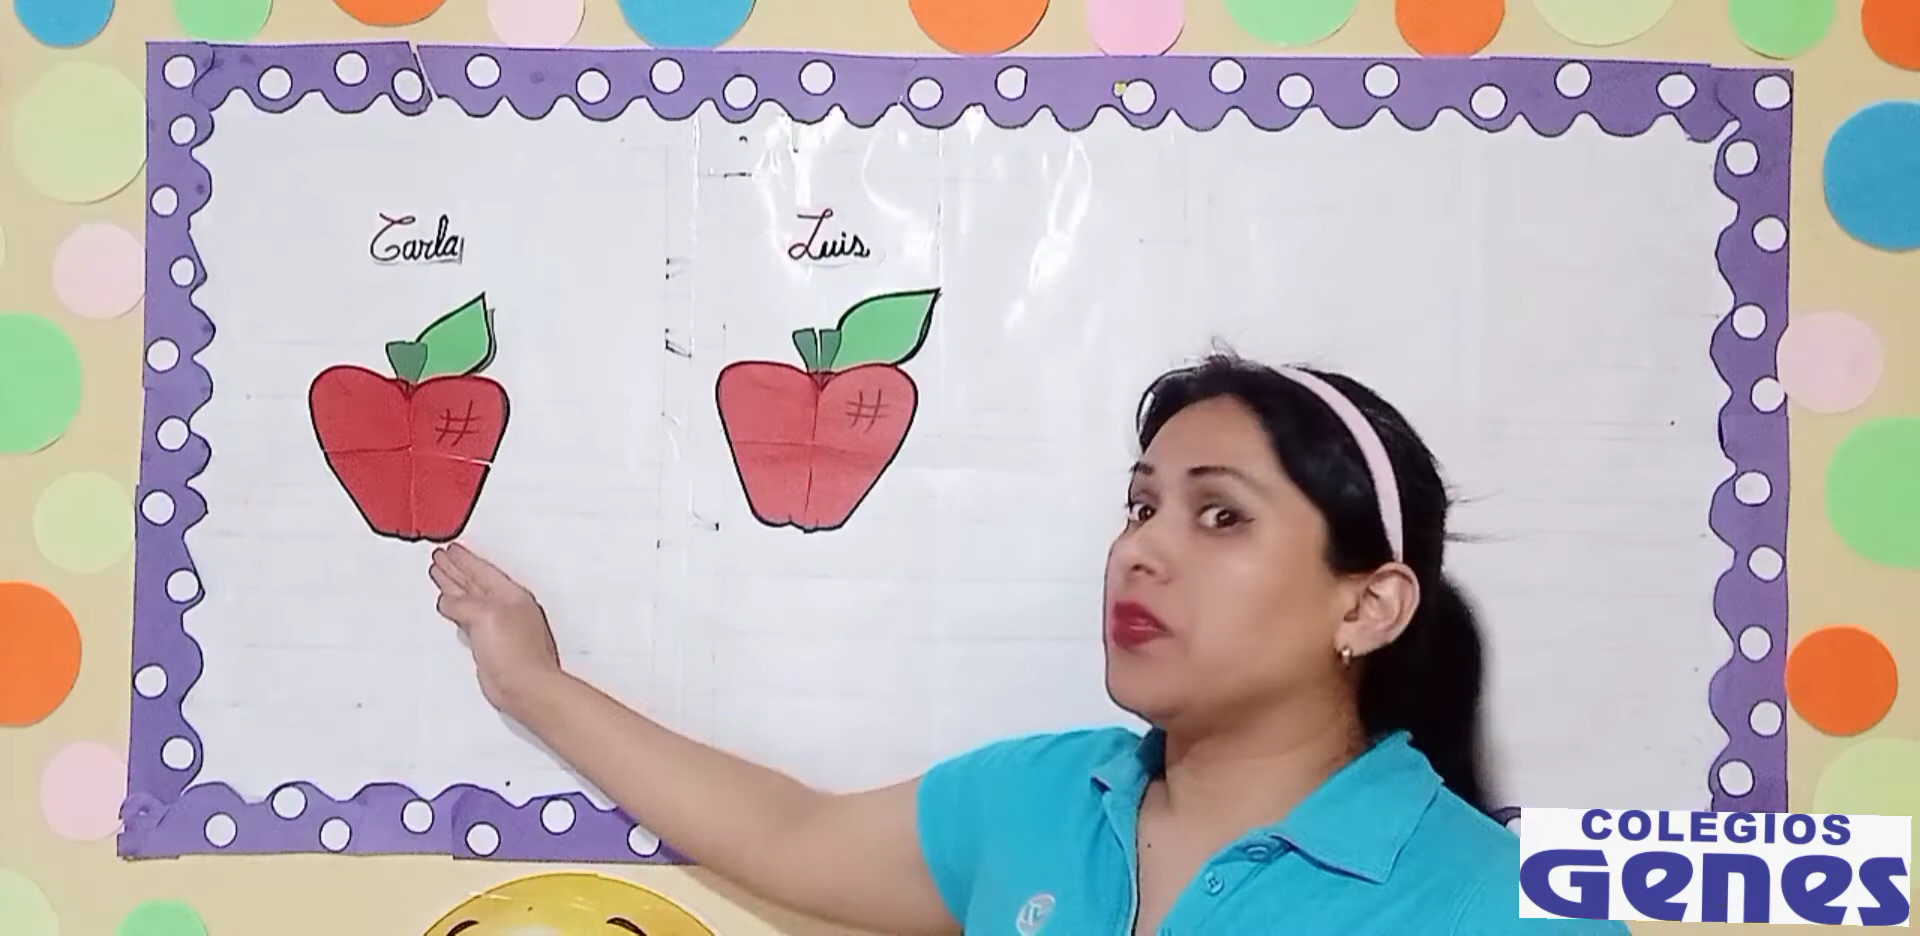 Carla
Luis
#
#
COLEGIOS
Genes